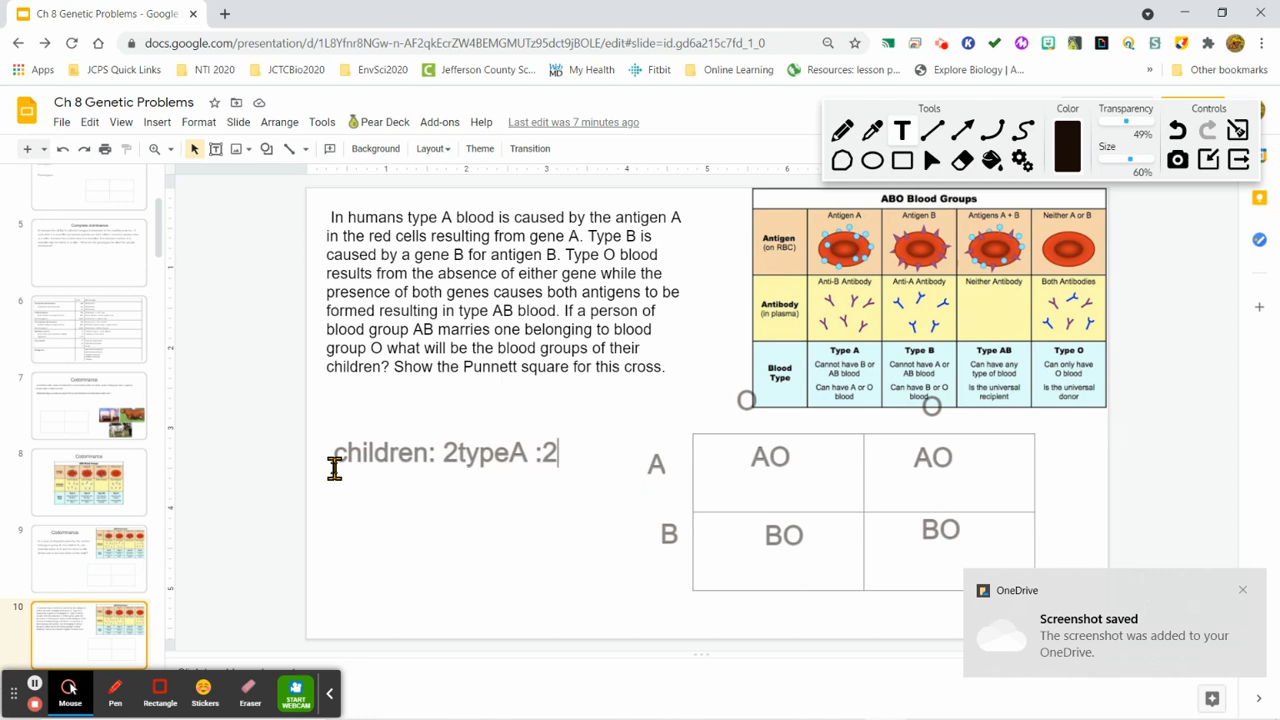 Ch 8 Genetic Problems - Google
docs.google.com/presentation/d/1L8Yfnr8NGw-m_AF2qkEcrZW4BEMGMUTz95dct9jBOLE/edit#slide=id.gd6a215c7fd_1_0
Apps
JCPS Quick Links
NTI 2020
JCTCBio2020
EnvSci2020
Jefferson County Sc...
My Health
Fitbit
Online Learning
Resources: lesson p...
Explore Biology | A...
Other bookmarks
Ch 8 Genetic Problems
File Edit View Insert Format Slide Arrange Tools Pear Deck Add-ons Help Last edit was 7 minutes ago
Tools
Color
Transparency
Controls
49%
Size
60%
Background Layout Theme Transition
In humans type A blood is caused by the antigen A
in the red cells resulting from gene A. Type B is
caused by a gene B for antigen B. Type O blood
results from the absence of either gene while the
presence of both genes causes both antigens to be
formed resulting in type AB blood. If a person of
blood group AB marries one belonging to blood
group O what will be the blood groups of their
children? Show the Punnett square for this cross.
ABO Blood Groups
Antigen A
Antigen B
Antigens A + B
Neither A or B
Antigen
(on RBC)
Anti-B Antibody
Anti-A Antibody
Neither Antibody
Both Antibodies
Antibody
(in plasma)
Blood
Type
Type A
Cannot have B or
AB blood
Can have A or O
blood
Type B
Cannot have A or
AB blood
Can have B or O
blood
Type AB
Can have any
type of blood
Is the universal
recipient
Type O
Can only have
O blood
Is the universal
donor
O
O
children: 2typeA :2
A
AO
AO
B
BO
BO
5
6
7
8
9
10
Complete dominance
Codominance
Codominance
Codominance
OneDrive
Screenshot saved
The screenshot was added to your
OneDrive.
Mouse
Pen
Rectangle
Stickers
Eraser
START
WEBCAM